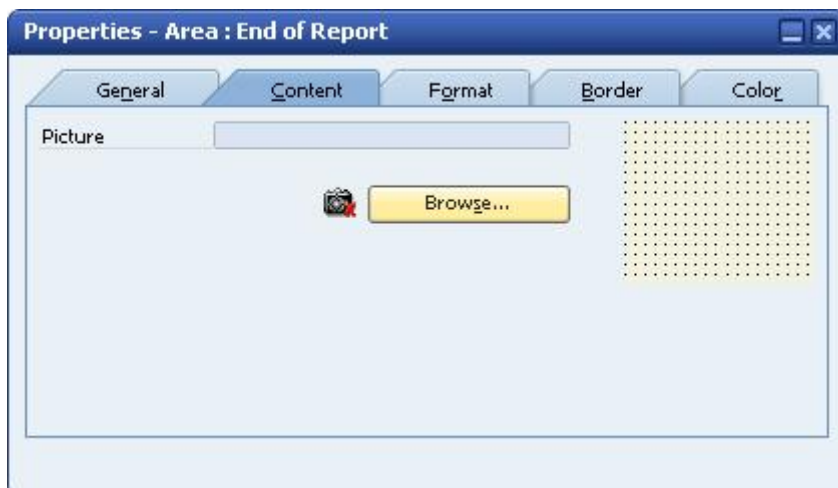 Properties - Area : End of Report
General Content Format Border Color
Picture
Browse...